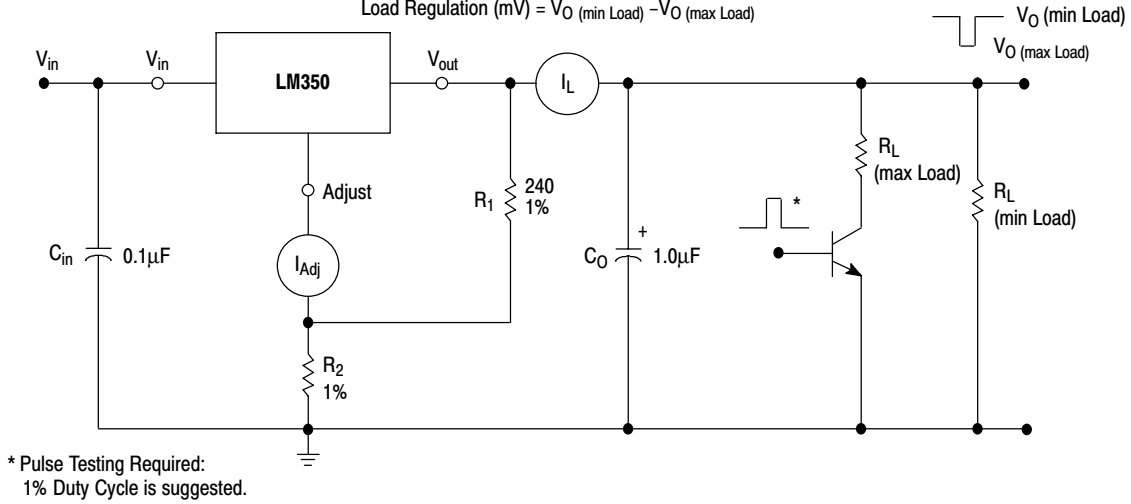 Load Regulation (mV) = VO (min Load) –VO (max Load)
VO (min Load)
VO (max Load)
Vin
Vin
LM350
Vout
IL
Adjust
R1
240
1%
RL
(max Load)
RL
(min Load)
*
Cin
0.1µF
IAdj
CO
+
1.0µF
R2
1%
* Pulse Testing Required:
1% Duty Cycle is suggested.